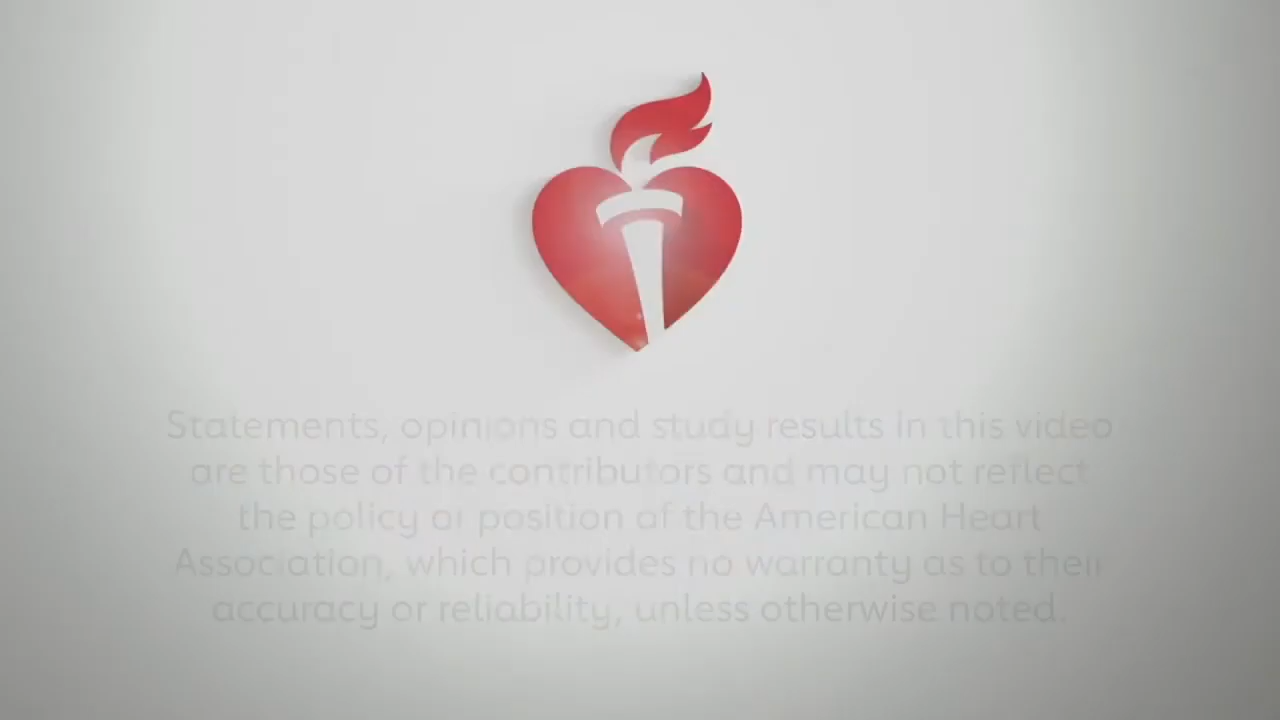 Statements, opinions and study results in this video
are those of the contributors and may not reflect
the policy or position of the American Heart
Association, which provides no warranty as to their
accuracy or reliability, unless otherwise noted.